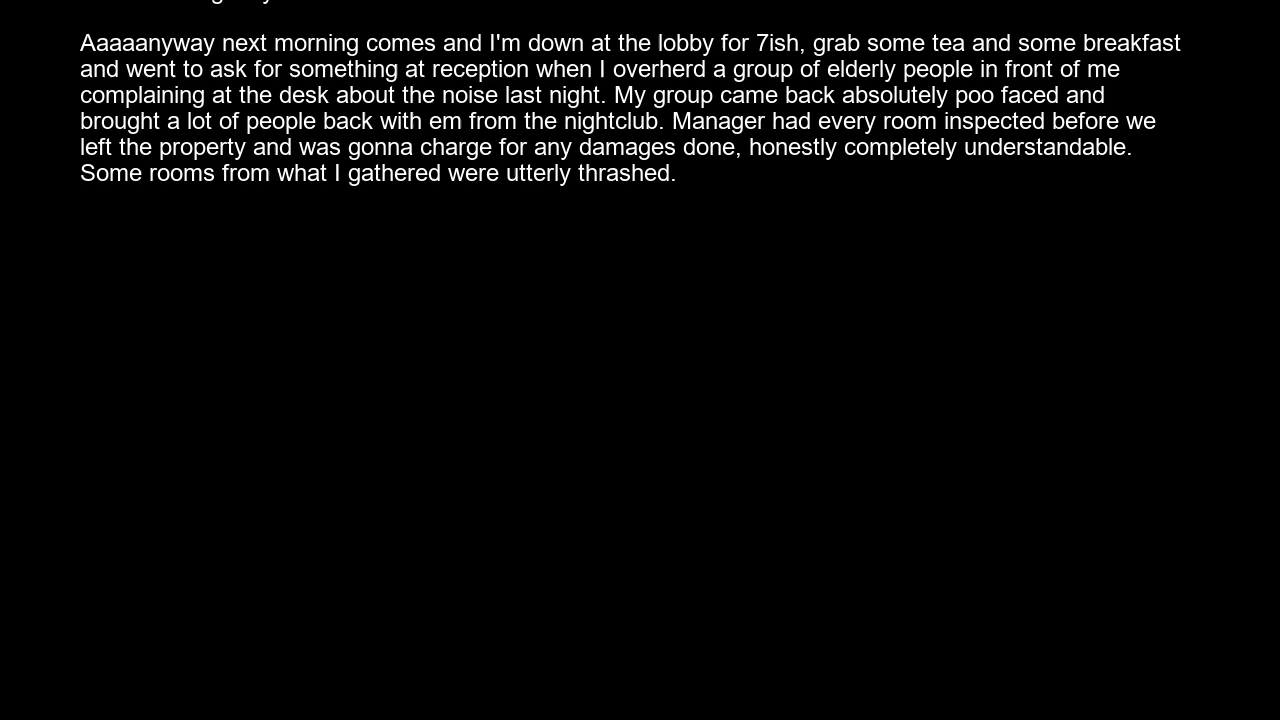 Aaaaanyway next morning comes and I'm down at the lobby for 7ish, grab some tea and some breakfast
and went to ask for something at reception when I overherd a group of elderly people in front of me
complaining at the desk about the noise last night. My group came back absolutely poo faced and
brought a lot of people back with em from the nightclub. Manager had every room inspected before we
left the property and was gonna charge for any damages done, honestly completely understandable.
Some rooms from what I gathered were utterly thrashed.